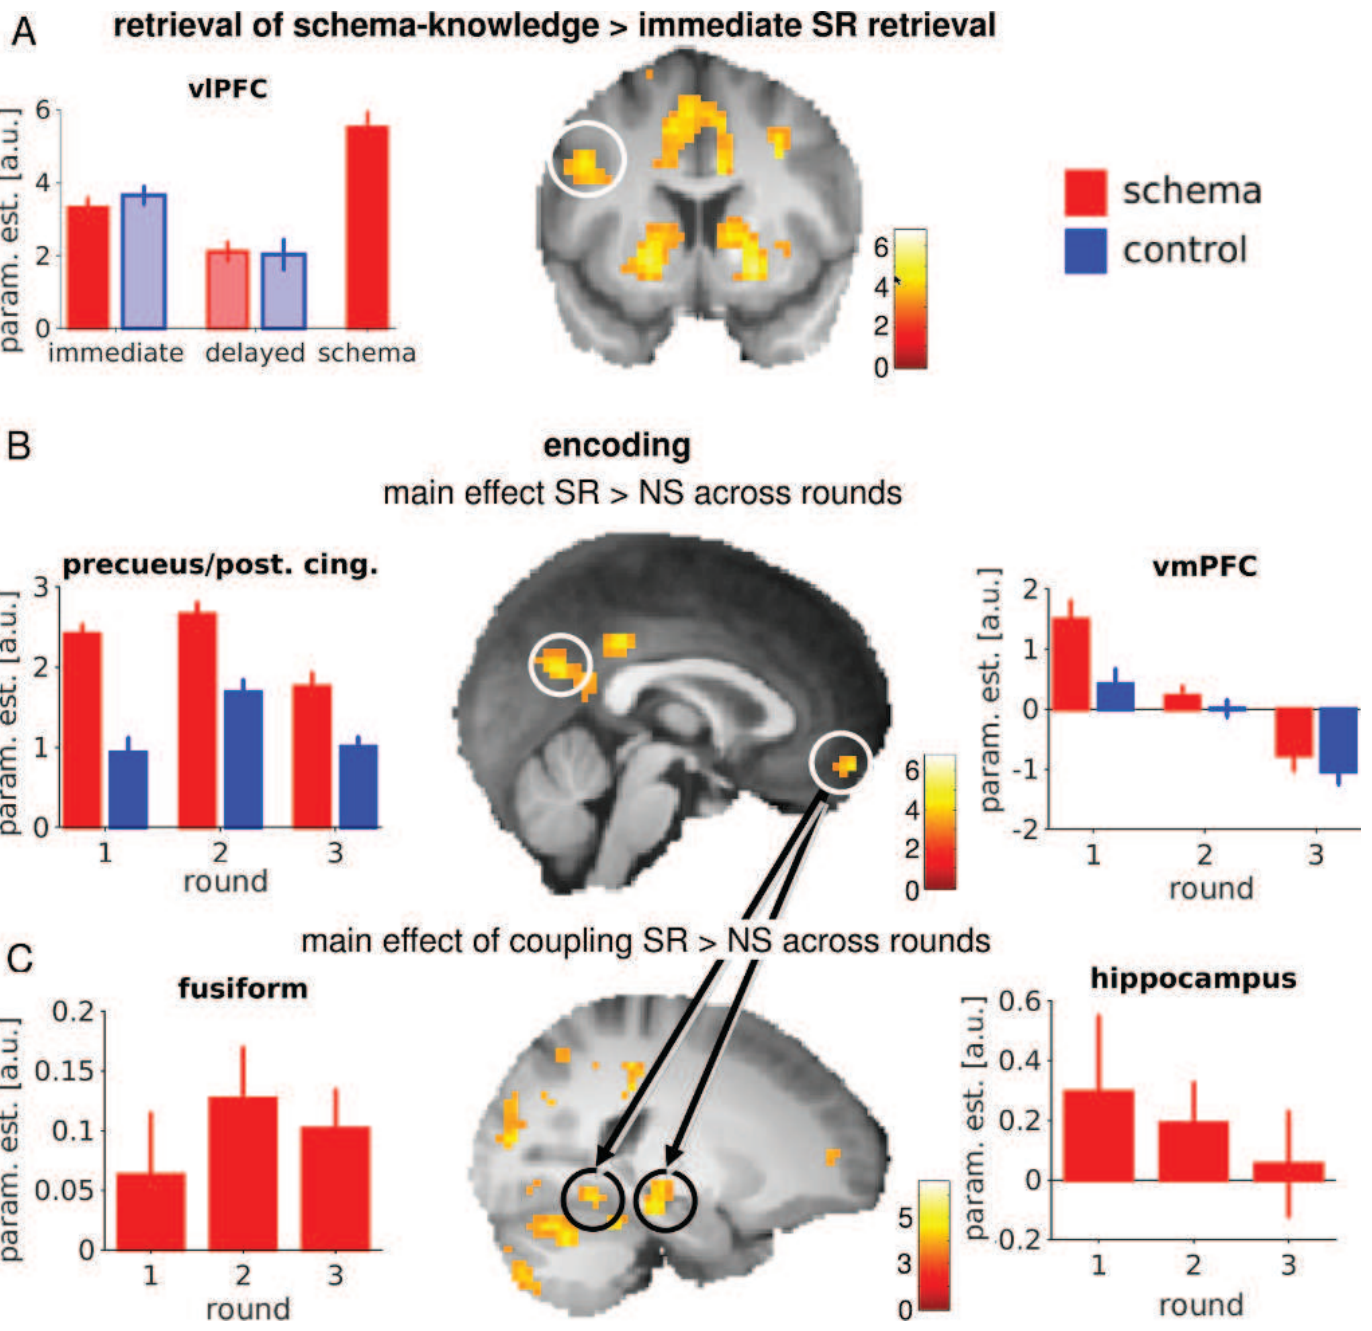 A
retrieval of schema-knowledge > immediate SR retrieval
vlPFC
param. est. [a.u.]
6
4
2
0
immediate delayed schema
6
4
2
0
schema
control
B
encoding
main effect SR > NS across rounds
precueus/post. cing.
param. est. [a.u.]
3
2
1
0
1 2 3
round
6
4
2
0
vmPFC
param. est. [a.u.]
2
1
0
-1
-2
1 2 3
round
C
main effect of coupling SR > NS across rounds
fusiform
param. est. [a.u.]
0.2
0.15
0.1
0.05
0
1 2 3
round
5
3
0
hippocampus
param. est. [a.u.]
0.6
0.4
0.2
0
0.2
1 2 3
round